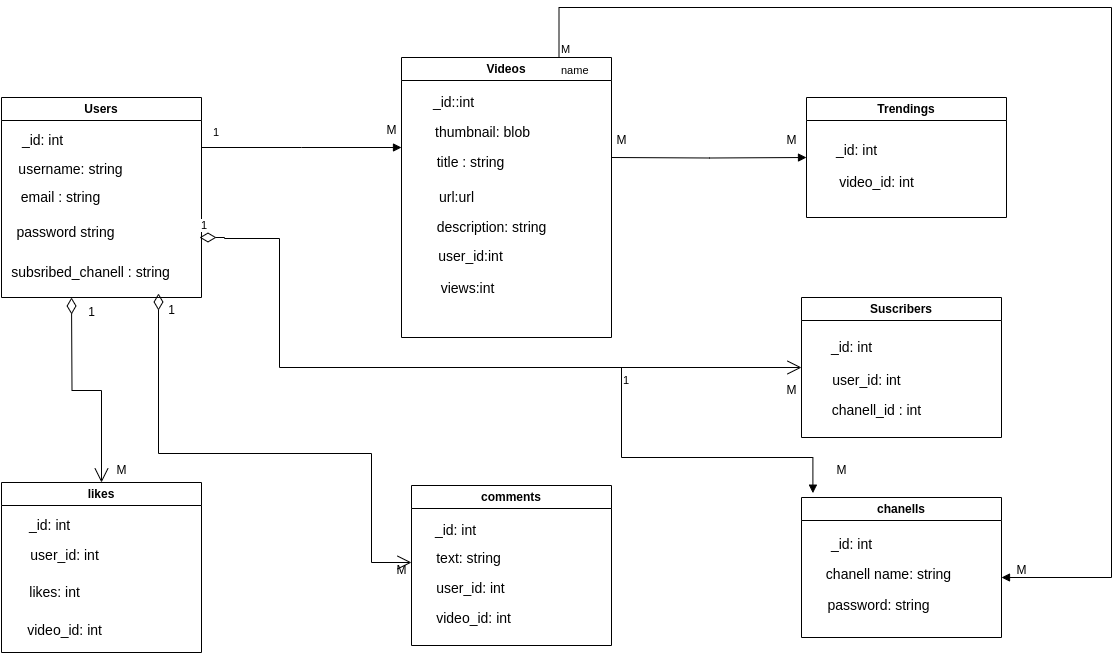 M
name
Videos
_id::int
thumbnail: blob
title : string
url:url
description: string
user_id:int
views:int
Users
_id: int
username: string
email : string
password string
subsribed_chanell : string
1
M
M
M
Trendings
_id: int
video_id: int
1
1
1
Suscribers
_id: int
user_id: int
chanell_id : int
M
1
M
M
likes
_id: int
user_id: int
likes: int
video_id: int
M
comments
_id: int
text: string
user_id: int
video_id: int
chanells
_id: int
chanell name: string
password: string
M